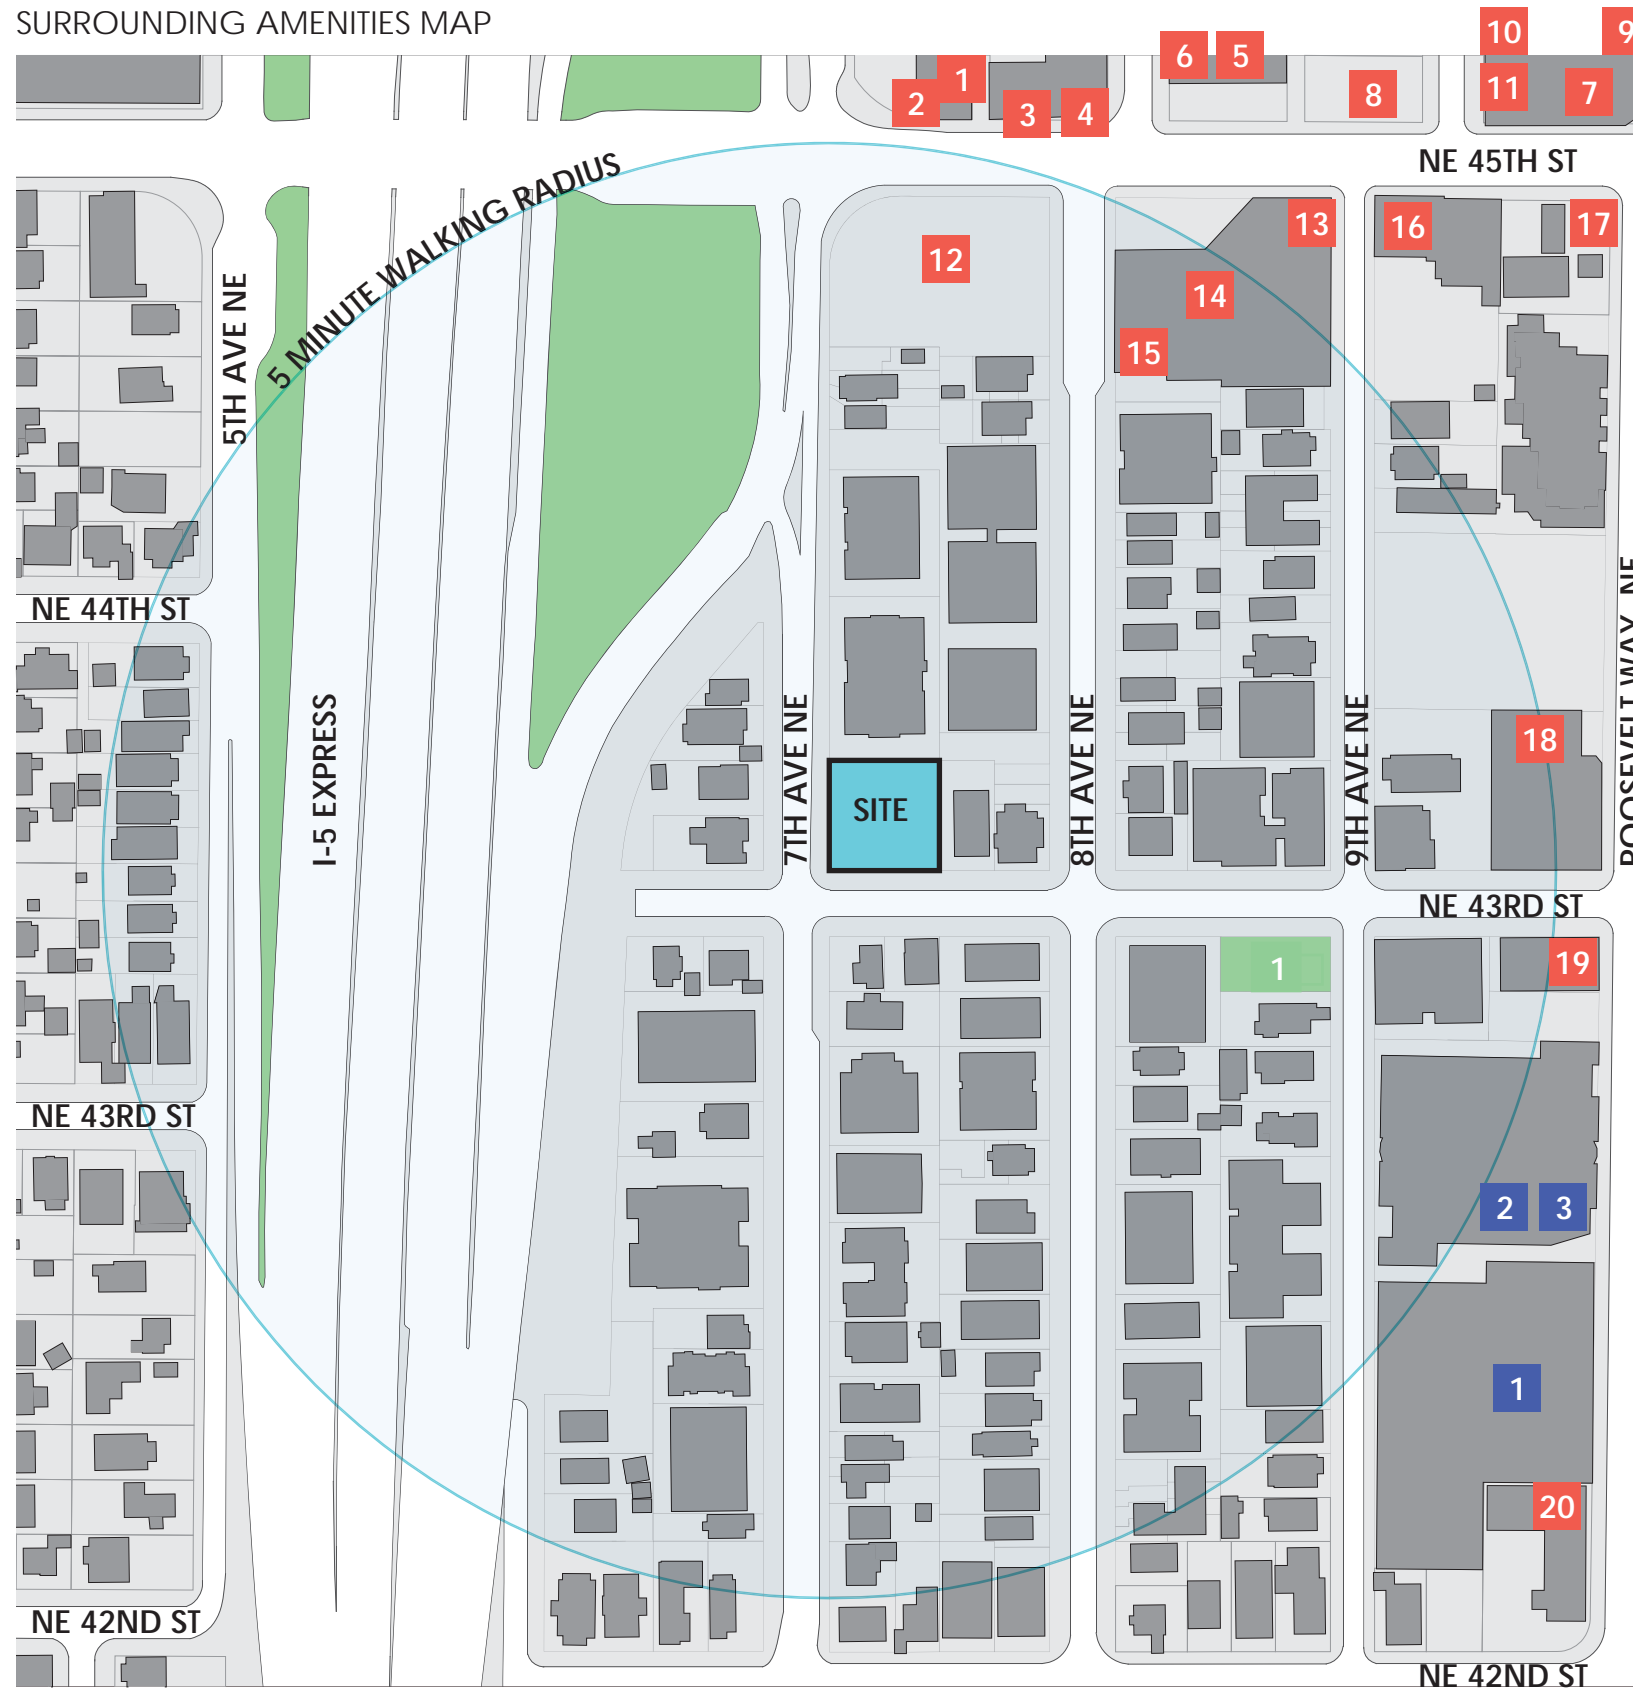 SURROUNDING AMENITIES MAP
10
9
6
5
1
2
3
4
8
11
7
NE 45TH ST
5 MINUTE WALKING RADIUS
13
16
17
12
14
15
5TH AVE NE
NE 44TH ST
I-5 EXPRESS
7TH AVE NE
SITE
8TH AVE NE
9TH AVE NE
18
ROOSEVELT WAY NE
NE 43RD ST
1
19
NE 43RD ST
2
3
1
20
NE 42ND ST
NE 42ND ST